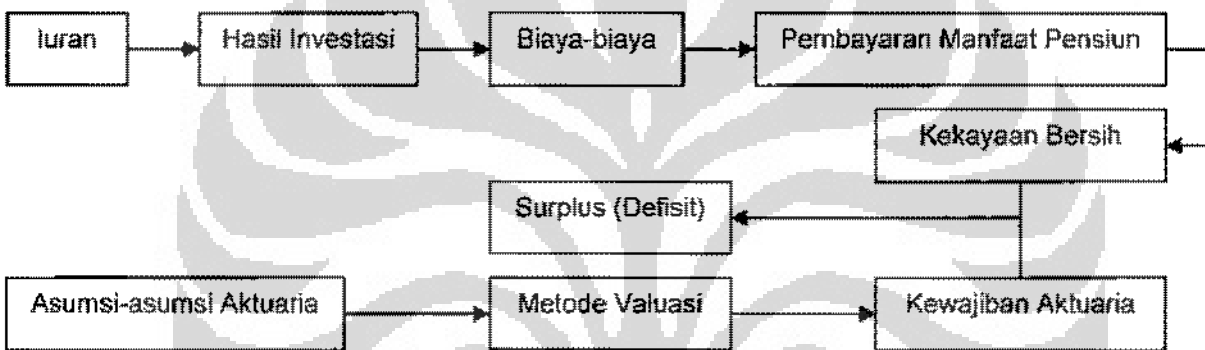 Iuran
Hasil Investasi
Biaya-biaya
Pembayaran Manfaat Pensiun
Kekayaan Bersih
Surplus (Defisit)
Asumsi-asumsi Aktuaria
Metode Valuasi
Kewajiban Aktuaria